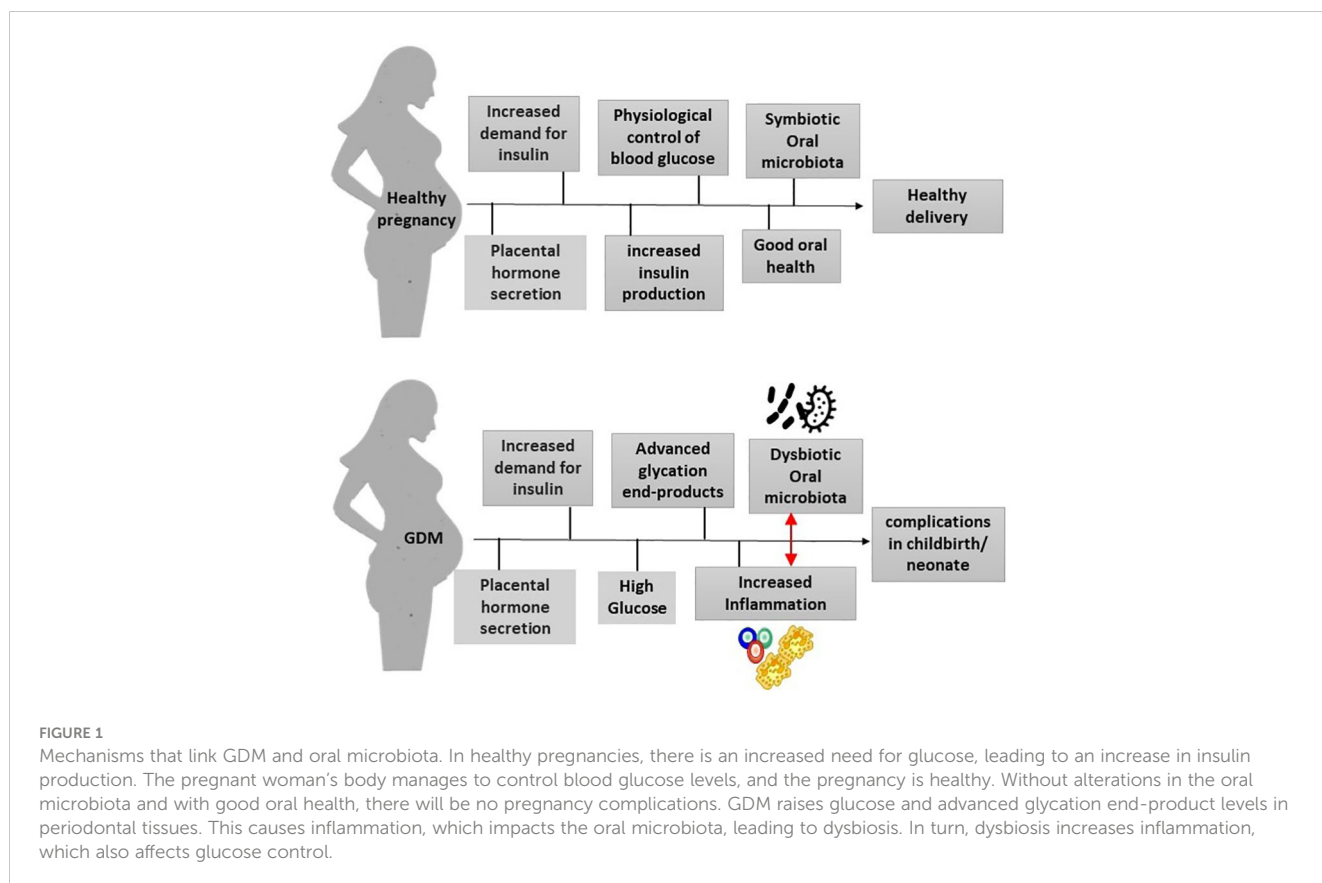 Increased
demand for
insulin
Physiological
control of
blood glucose
Symbiotic
Oral
microbiota
Healthy
pregnancy
Healthy
delivery
Placental
hormone
secretion
increased
insulin
production
Good oral
health
Increased
demand for
insulin
Advanced
glycation
end-products
Dysbiotic
Oral
microbiota
GDM
complications
in childbirth/
neonate
Placental
hormone
secretion
High
Glucose
Increased
Inflammation
FIGURE 1
Mechanisms that link GDM and oral microbiota. In healthy pregnancies, there is an increased need for glucose, leading to an increase in insulin
production. The pregnant woman’s body manages to control blood glucose levels, and the pregnancy is healthy. Without alterations in the oral
microbiota and with good oral health, there will be no pregnancy complications. GDM raises glucose and advanced glycation end-product levels in
periodontal tissues. This causes inflammation, which impacts the oral microbiota, leading to dysbiosis. In turn, dysbiosis increases inflammation,
which also affects glucose control.